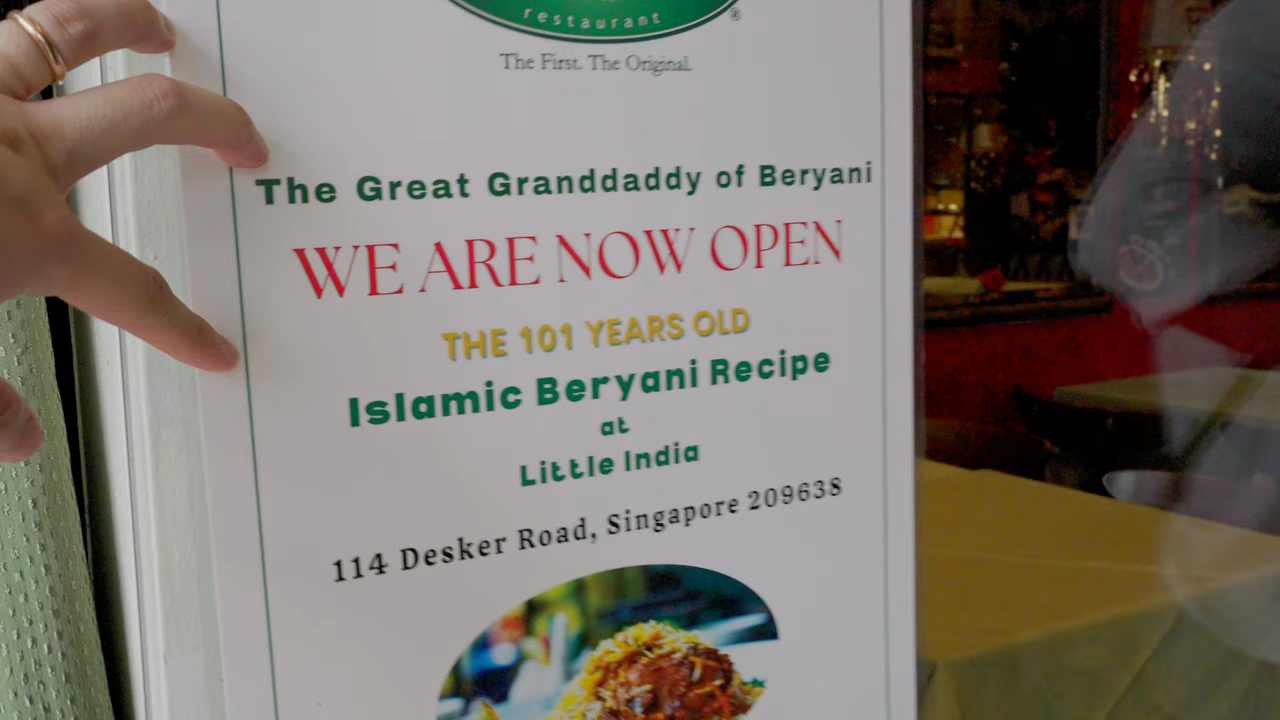 restaurant
The First. The Original.
The Great Granddaddy of Beryani
WE ARE NOW OPEN
THE 101 YEARS OLD
Islamic Beryani Recipe
at
Little India
114 Desker Road, Singapore 209638